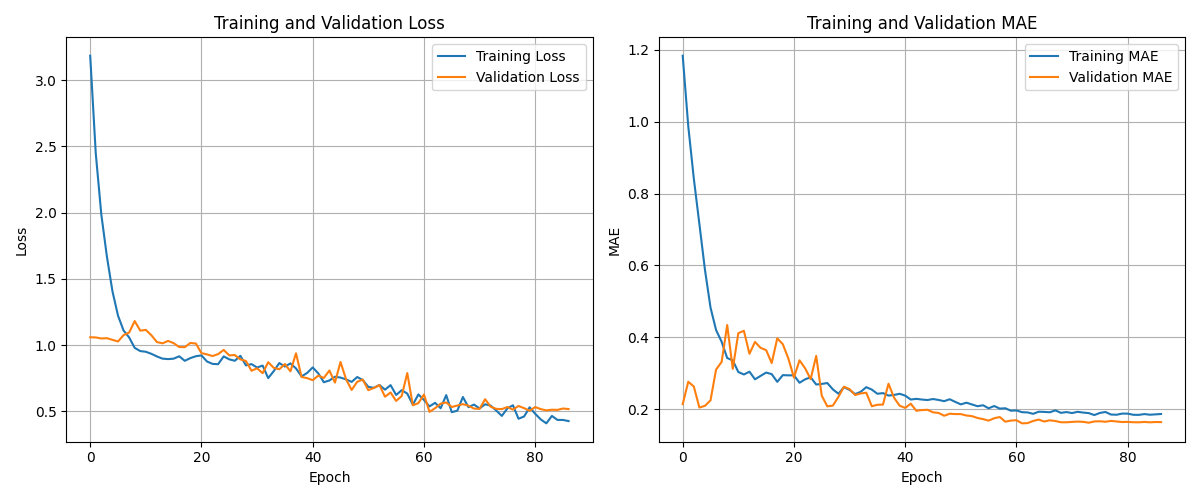 Training and Validation Loss
Training Loss
Validation Loss
3.0
2.5
2.0
1.5
1.0
0.5
Loss
0
20
40
60
80
Epoch
Training and Validation MAE
Training MAE
Validation MAE
1.2
1.0
0.8
0.6
0.4
0.2
MAE
0
20
40
60
80
Epoch